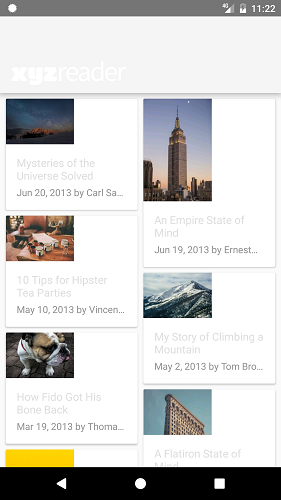 4G 11:22
xyzreader
Mysteries of the
Universe Solved
Jun 20, 2013 by Carl Sa...
An Empire State of
Mind
Jun 19, 2013 by Ernest...
10 Tips for Hipster
Tea Parties
May 10, 2013 by Vincen...
My Story of Climbing a
Mountain
May 2, 2013 by Tom Bro...
How Fido Got His
Bone Back
Mar 19, 2013 by Thoma...
A Flatiron State of
Mind